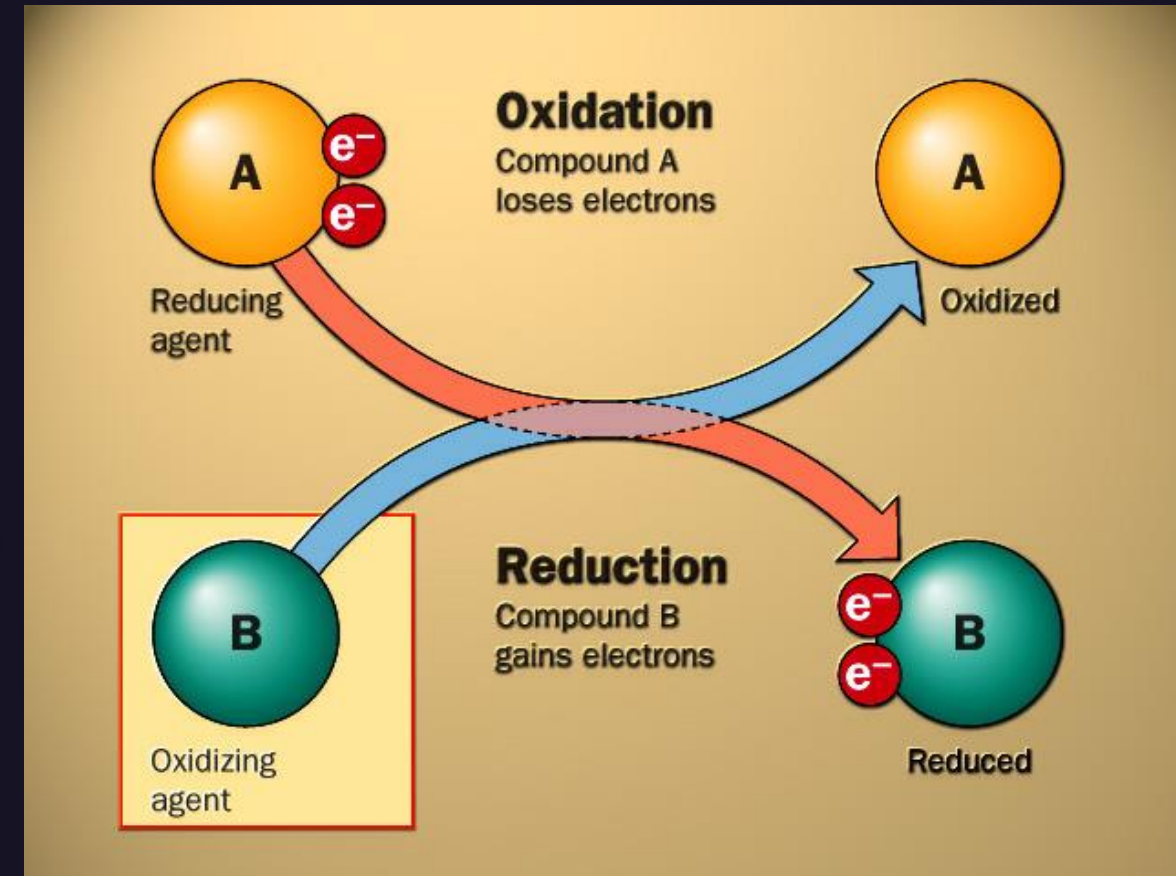 A
e⁻
e⁻
Reducing
agent
Oxidation
Compound A
loses electrons
A
Oxidized
B
Oxidizing
agent
Reduction
Compound B
gains electrons
e⁻
e⁻
B
Reduced